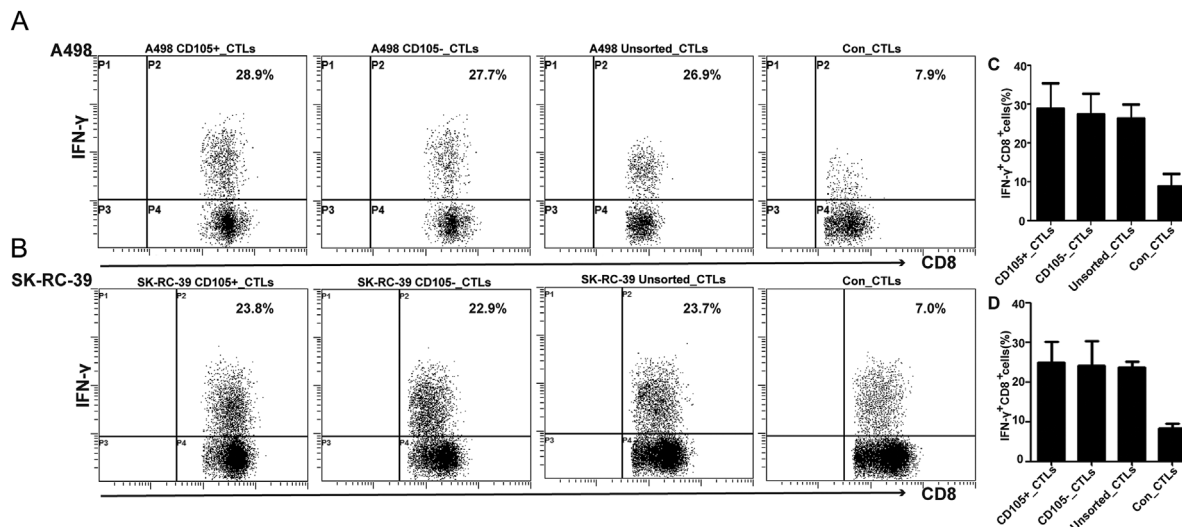 A
A498
A498 CD105+_CTLs
A498 CD105-_CTLs
A498 Unsorted_CTLs
Con_CTLs
IFN-γ
P1 P2 28.9% P3 P4
P1 P2 27.7% P3 P4
P1 P2 26.9% P3 P4
P1 P2 7.9% P3 P4
CD8
B
SK-RC-39
SK-RC-39 CD105+_CTLs
SK-RC-39 CD105-_CTLs
SK-RC-39 Unsorted_CTLs
Con_CTLs
IFN-γ
P1 P2 23.8% P3 P4
P1 P2 22.9% P3 P4
P1 P2 23.7% P3 P4
7.0%
CD8
C
IFN-γ+ CD8+cells(%)
40
30
20
10
0
CD105+_CTLs
CD105-_CTLs
Unsorted_CTLs
Con_CTLs
D
IFN-γ+CD8+cells(%)
40
30
20
10
0
CD105+_CTLs
CD105-_CTLs
Unsorted_CTLs
Con_CTLs